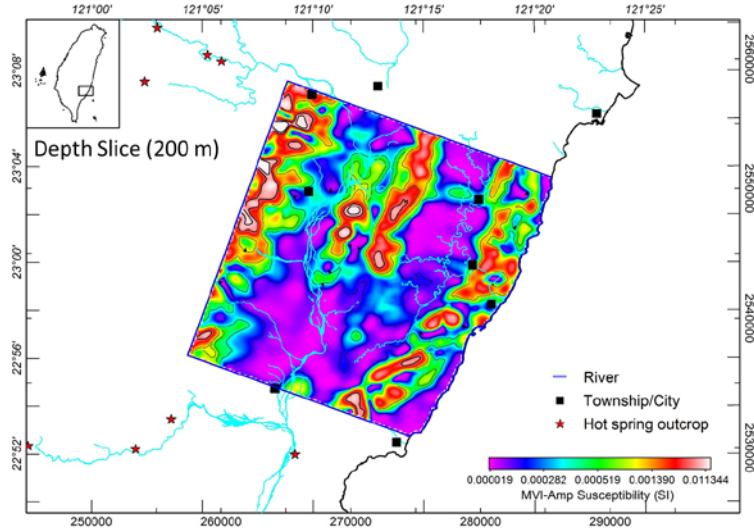 121°00' 121°05' 121°10' 121°15' 121°20'
2560000
23°08'
Depth Slice (200 m)
23°04'
2550000
23°00'
2540000
22°56'
River
Township/City
Hot spring outcrop
22°52'
2530000
0.000019 0.000282 0.000519 0.001390 0.011344
MVI-Amp Susceptibility (SI)
250000 260000 270000 280000 290000